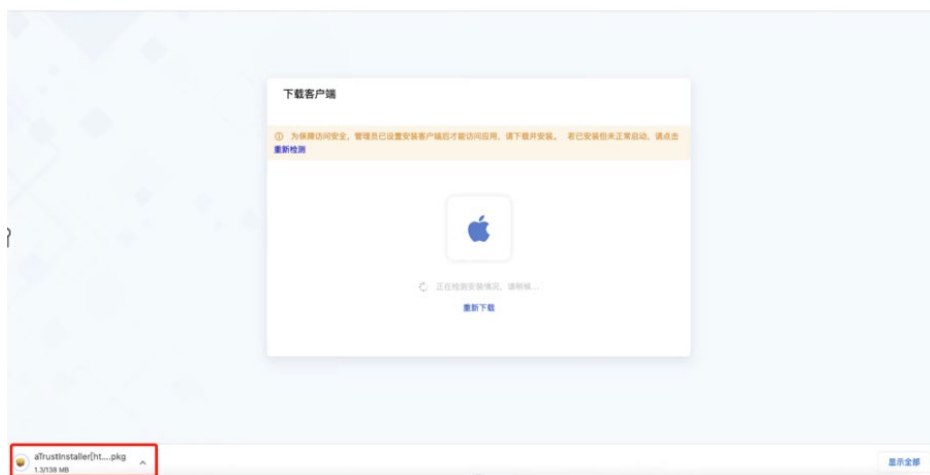 下载客户端
为保障访问安全，管理员已设置安装客户端后才能访问应用，请下载并安装。 若已安装但未正常启动，请点击
重新检测
正在检测安装情况，请稍候...
重新下载
aTrustInstaller[ht....pkg
1.3/138 MB
显示全部